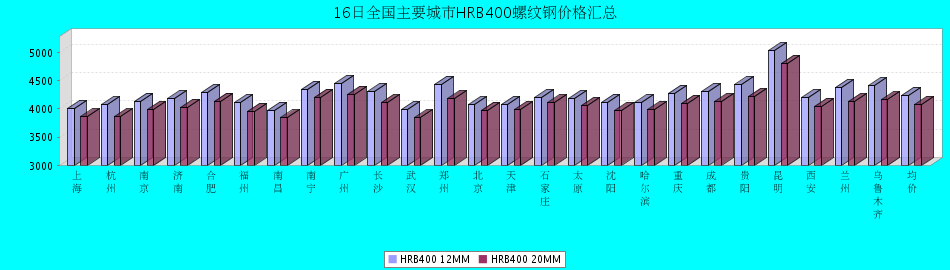 16日全国主要城市HRB400螺纹钢价格汇总
5000
4500
4000
3500
3000
上海
杭州
南京
济南
合肥
福州
南昌
南宁
广州
长沙
武汉
郑州
北京
天津
石家庄
太原
沈阳
哈尔滨
重庆
成都
贵阳
昆明
西安
兰州
乌鲁木齐
均价
HRB400 12MM HRB400 20MM